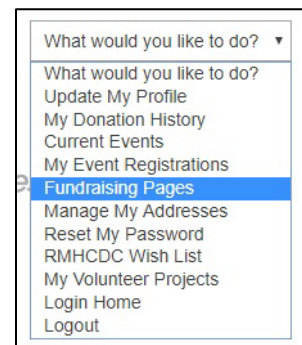 What would you like to do?
What would you like to do?
Update My Profile
My Donation History
Current Events
My Event Registrations
Fundraising Pages
Manage My Addresses
Reset My Password
RMHCDC Wish List
My Volunteer Projects
Login Home
Logout